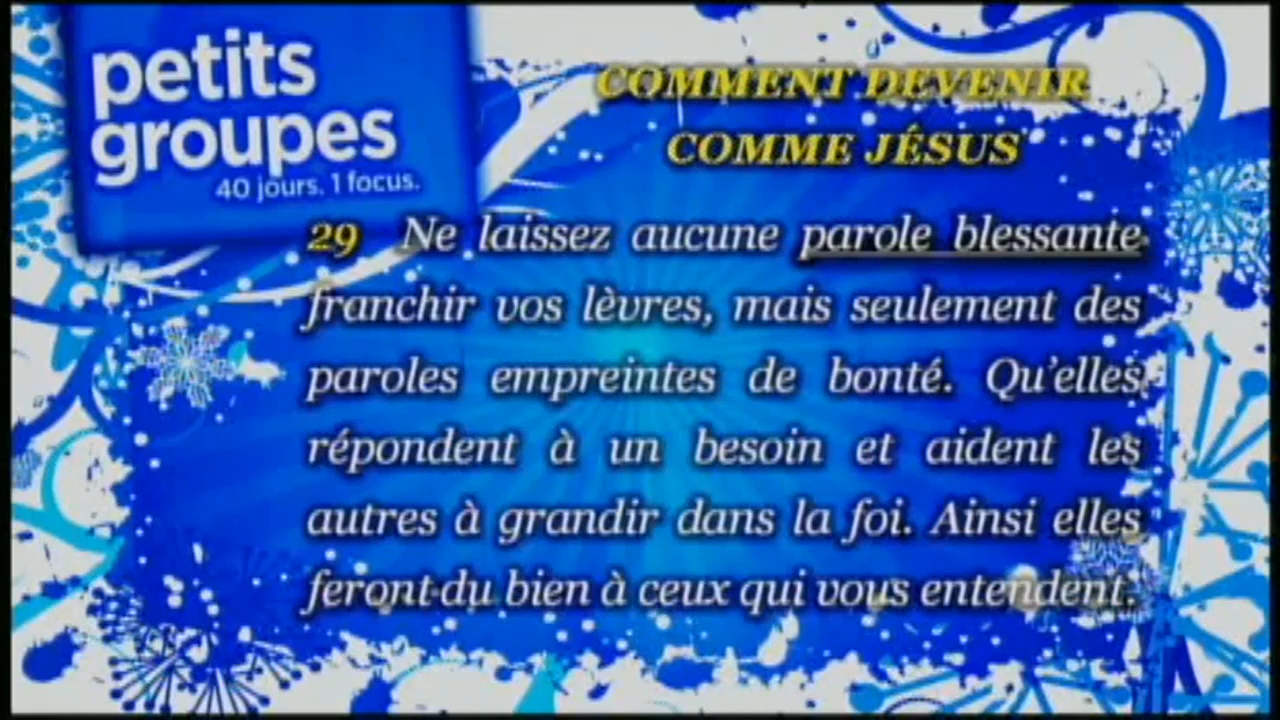 petits
groupes
40 jours. 1 focus.
COMMENT DEVENIR
COMME JÉSUS
29 Ne laissez aucune parole blessante
franchir vos lèvres, mais seulement des
paroles empreintes de bonté. Qu'elles
répondent à un besoin et aident les
autres à grandir dans la foi. Ainsi elles
feront du bien à ceux qui vous entendent.